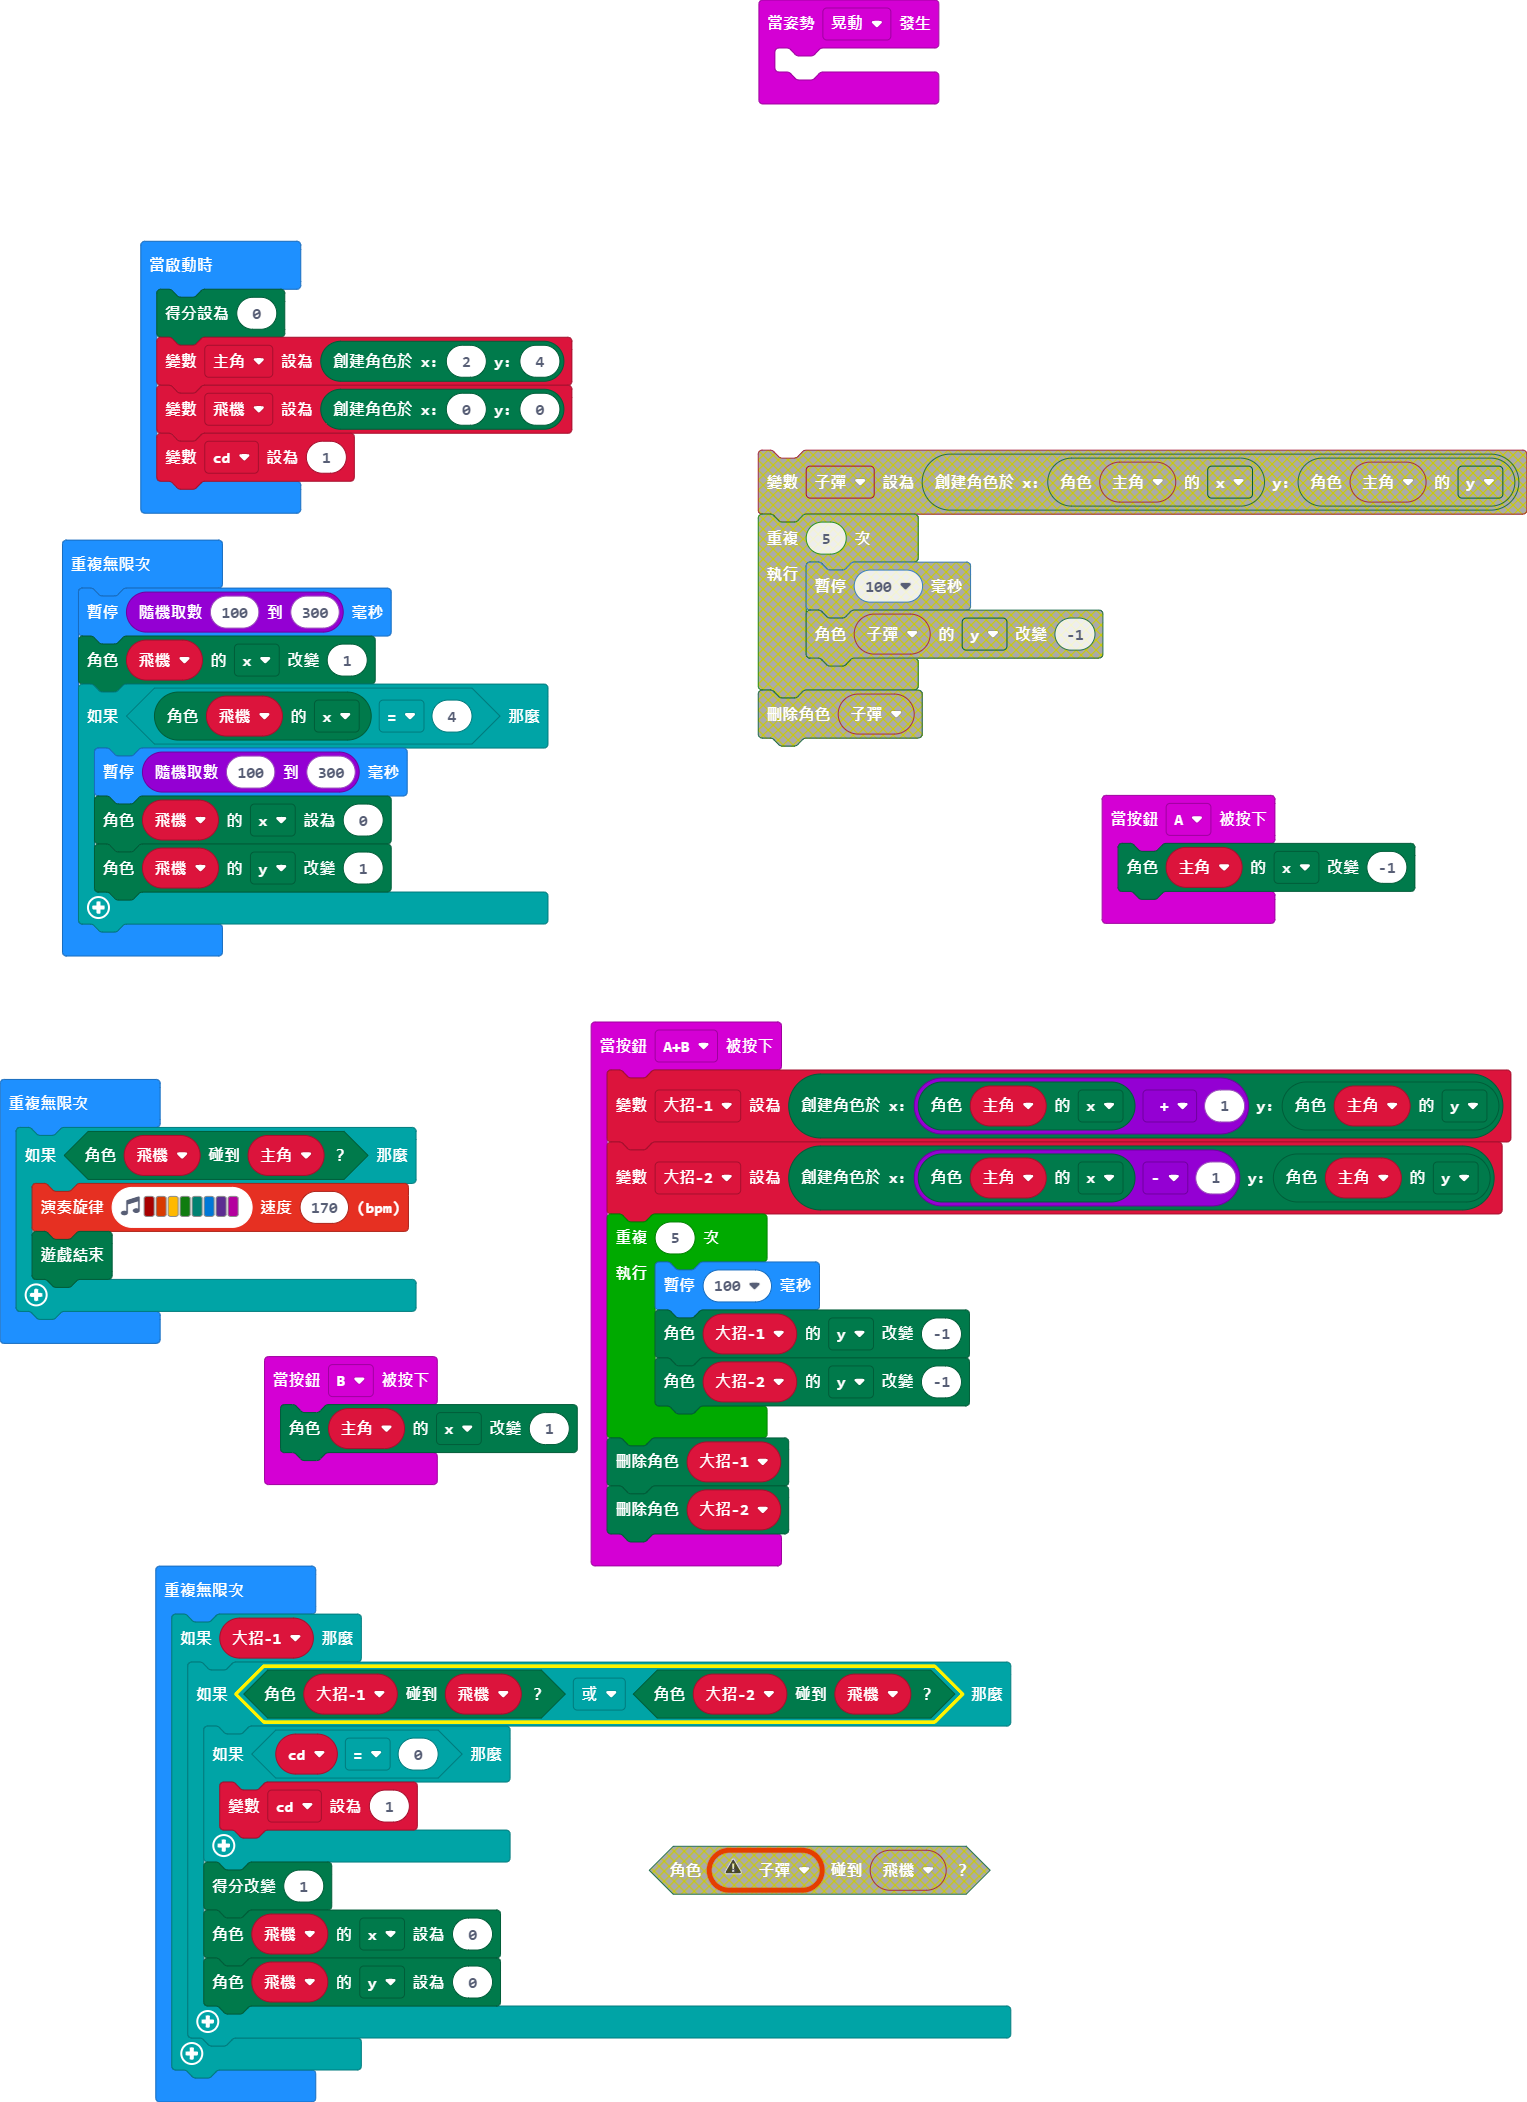 當姿勢 晃動 發生
當啟動時
得分設為 0
變數 主角 設為 創建角色於 x: 2 y: 4
變數 飛機 設為 創建角色於 x: 0 y: 0
變數 cd 設為 1
變數 子彈 設為 創建角色於 x: 角色 主角 的 x y: 角色 主角 的 y
重複 5 次
執行
暫停 100 毫秒
角色 子彈 的 y 改變 -1
刪除角色 子彈
重複無限次
暫停 隨機取數 100 到 300 毫秒
角色 飛機 的 x 改變 1
如果 角色 飛機 的 x = 4 那麼
暫停 隨機取數 100 到 300 毫秒
角色 飛機 的 x 設為 0
角色 飛機 的 y 改變 1
當按鈕 A 被按下
角色 主角 的 x 改變 -1
重複無限次
如果 角色 飛機 碰到 主角 ? 那麼
演奏旋律 速度 170 (bpm)
遊戲結束
當按鈕 B 被按下
角色 主角 的 x 改變 1
當按鈕 A+B 被按下
變數 大招-1 設為 創建角色於 x: 角色 主角 的 x + 1 y: 角色 主角 的 y
變數 大招-2 設為 創建角色於 x: 角色 主角 的 x - 1 y: 角色 主角 的 y
重複 5 次
執行
暫停 100 毫秒
角色 大招-1 的 y 改變 -1
角色 大招-2 的 y 改變 -1
刪除角色 大招-1
刪除角色 大招-2
重複無限次
如果 大招-1 那麼
如果 角色 大招-1 碰到 飛機 ? 或 角色 大招-2 碰到 飛機 ? 那麼
如果 cd = 0 那麼
變數 cd 設為 1
得分改變 1
角色 飛機 的 x 設為 0
角色 飛機 的 y 設為 0
角色 子彈 碰到 飛機 ?